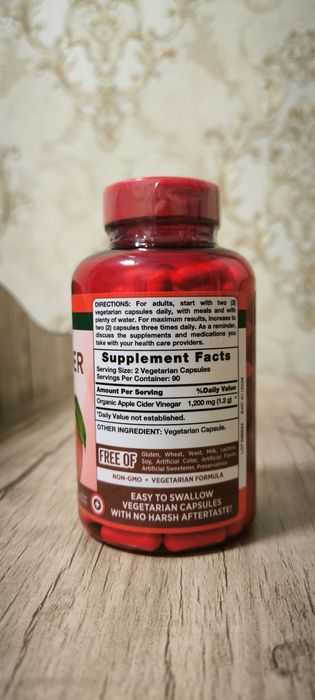 ER
DIRECTIONS: For adults, start with two (2)
vegetarian capsules daily, with meals and with
plenty of water. For maximum results, increase to
two (2) capsules three times daily. As a reminder,
discuss the supplements and medications you
take with your health care providers.
Supplement Facts
Serving Size: 2 Vegetarian Capsules
Servings Per Container: 90
Amount Per Serving %Daily Value
Organic Apple Cider Vinegar 1,200 mg (1.2 g) *
*Daily Value not established.
OTHER INGREDIENT: Vegetarian Capsule.
FREE OF
Gluten, Wheat, Yeast, Milk, Lactose,
Soy, Artificial Color, Artificial Flavor,
Artificial Sweetener, Preservatives.
NON-GMO • VEGETARIAN FORMULA
EASY TO SWALLOW
VEGETARIAN CAPSULES
WITH NO HARSH AFTERTASTE!